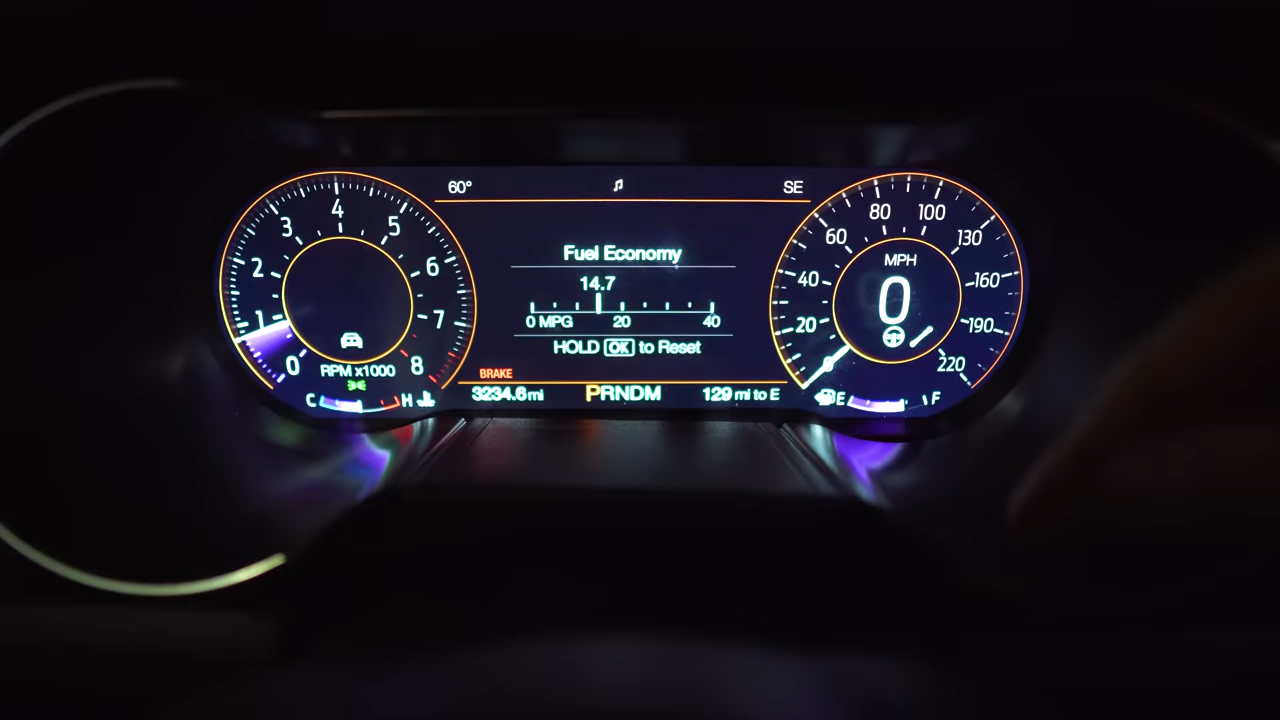 60° SE
4
3 5
2 6
1 7
0 8
RPM x1000
C H
Fuel Economy
14.7
0 MPG 20 40
HOLD OK to Reset
BRAKE
3234.6 mi PRNDM 129 mi to E
80 100
60 130
MPH
40 160
0
20 190
220
E F